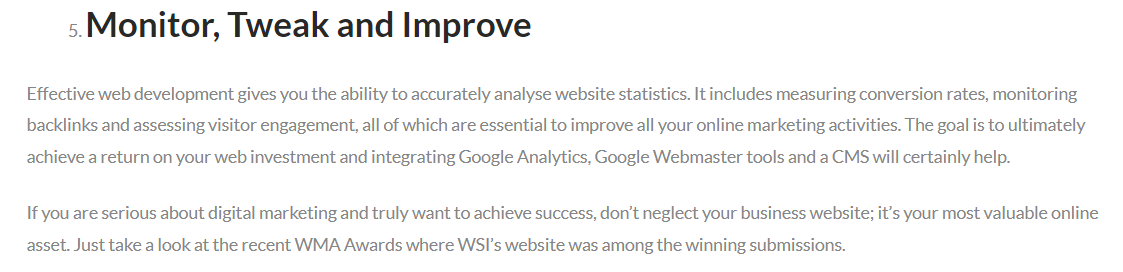 5. Monitor, Tweak and Improve
Effective web development gives you the ability to accurately analyse website statistics. It includes measuring conversion rates, monitoring
backlinks and assessing visitor engagement, all of which are essential to improve all your online marketing activities. The goal is to ultimately
achieve a return on your web investment and integrating Google Analytics, Google Webmaster tools and a CMS will certainly help.
If you are serious about digital marketing and truly want to achieve success, don’t neglect your business website; it’s your most valuable online
asset. Just take a look at the recent WMA Awards where WSI’s website was among the winning submissions.